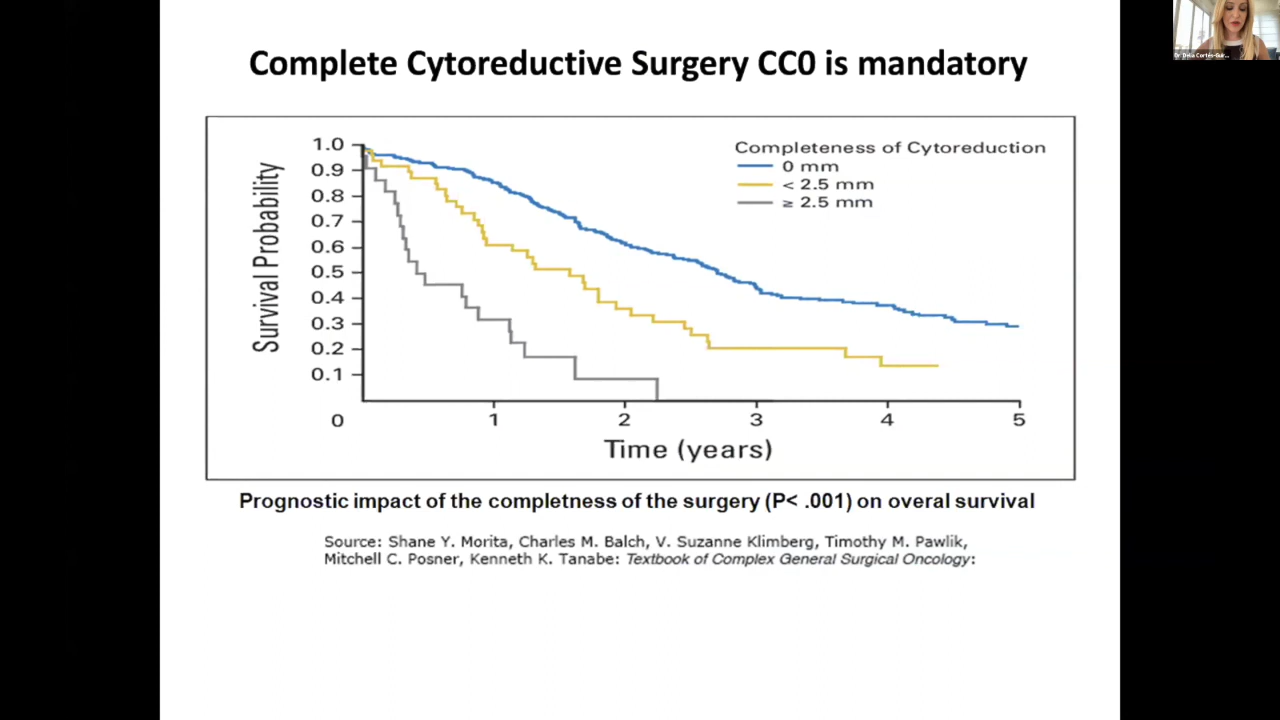 Complete Cytoreductive Surgery CC0 is mandatory
Completeness of Cytoreduction
0 mm
< 2.5 mm
≥ 2.5 mm
Survival Probability
1.0
0.9
0.8
0.7
0.6
0.5
0.4
0.3
0.2
0.1
0
1
2
3
4
5
Time (years)
Prognostic impact of the completness of the surgery (P< .001) on overal survival
Source: Shane Y. Morita, Charles M. Balch, V. Suzanne Klimberg, Timothy M. Pawlik,
Mitchell C. Posner, Kenneth K. Tanabe: Textbook of Complex General Surgical Oncology: